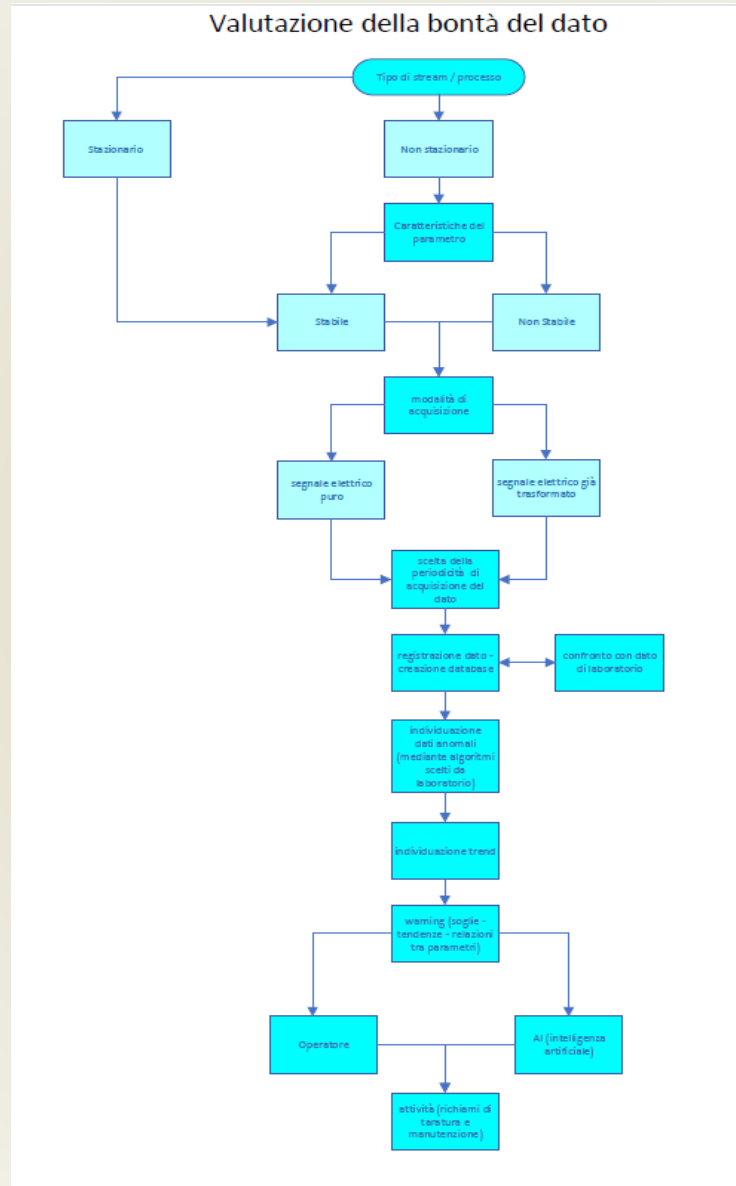 Valutazione della bontà del dato
Tipo di stream / processo
Stazionario
Non stazionario
Caratteristiche del
parametro
Stabile
Non Stabile
modalità di
acquisizione
segnale elettrico
puro
segnale elettrico già
trasformato
scelta della
periodicità di
acquisizione del
dato
registrazione dato -
creazione database
confronto con dato
di laboratorio
individuazione
dati anomali
(mediante algoritmi
scelti da
laboratorio)
individuazione trend
warning (soglie -
tendenze - relazioni
tra parametri)
Operatore
AI (intelligenza
artificiale)
attività (richiami di
taratura e
manutenzione)